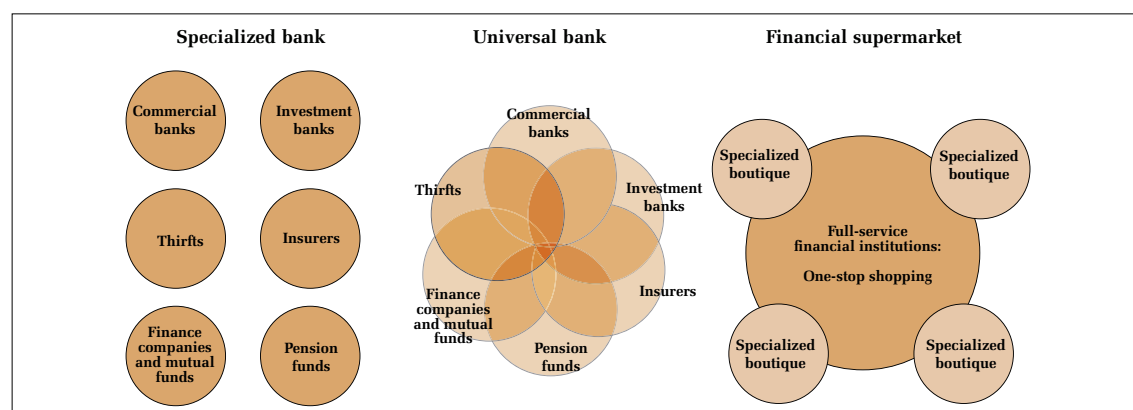 Specialized bank
Universal bank
Financial supermarket
Commercial
banks
Investment
banks
Thirfts
Insurers
Finance
companies
and mutual
funds
Pension
funds
Commercial
banks
Thirfts
Investment
banks
Finance
companies
and mutual
funds
Insurers
Pension
funds
Specialized
boutique
Specialized
boutique
Full-service
financial institutions:
One-stop shopping
Specialized
boutique
Specialized
boutique